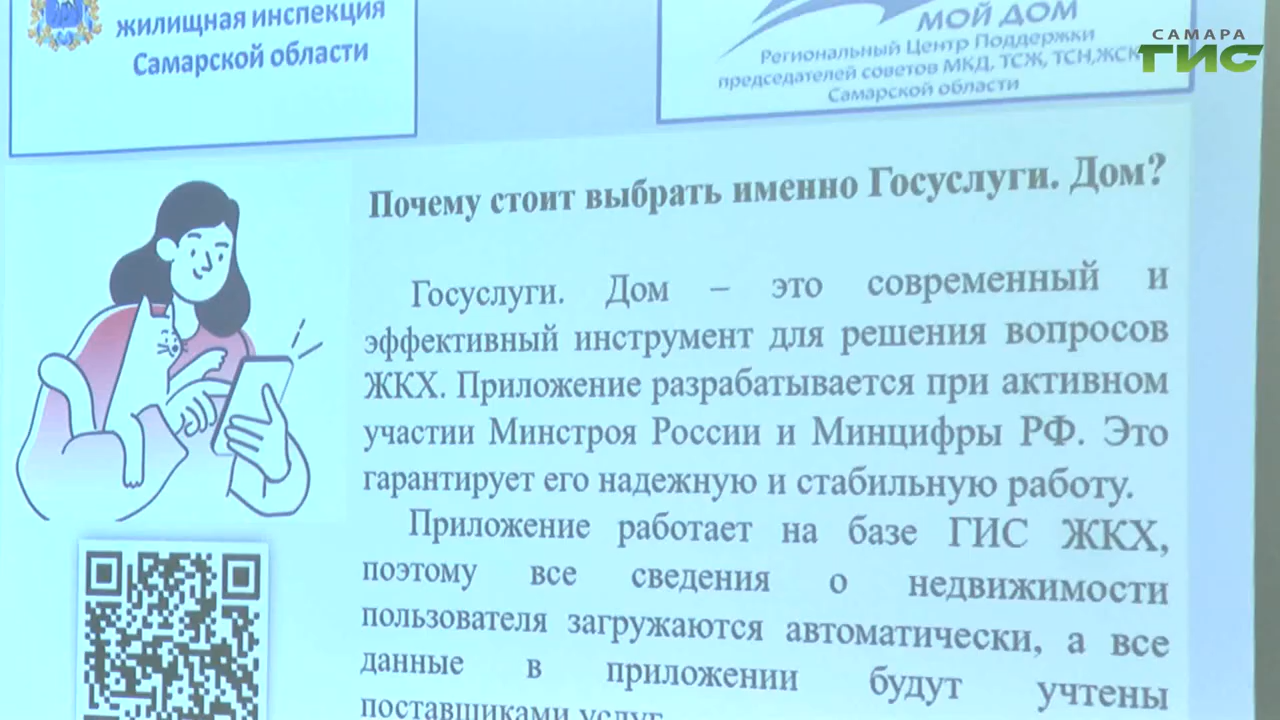 жилищная инспекция
Самарской области
МОЙ ДОМ
Региональный Центр Поддержки
председателей советов МКД, ТСЖ, ТСН,ЖСК
Самарской области
САМАРА
ГИС
Почему стоит выбрать именно Госуслуги. Дом?
Госуслуги. Дом – это современный и
эффективный инструмент для решения вопросов
ЖКХ. Приложение разрабатывается при активном
участии Минстроя России и Минцифры РФ. Это
гарантирует его надежную и стабильную работу.
Приложение работает на базе ГИС ЖКХ,
поэтому все сведения о недвижимости
пользователя загружаются автоматически, а все
данные в приложении будут учтены
поставщиками услуг.